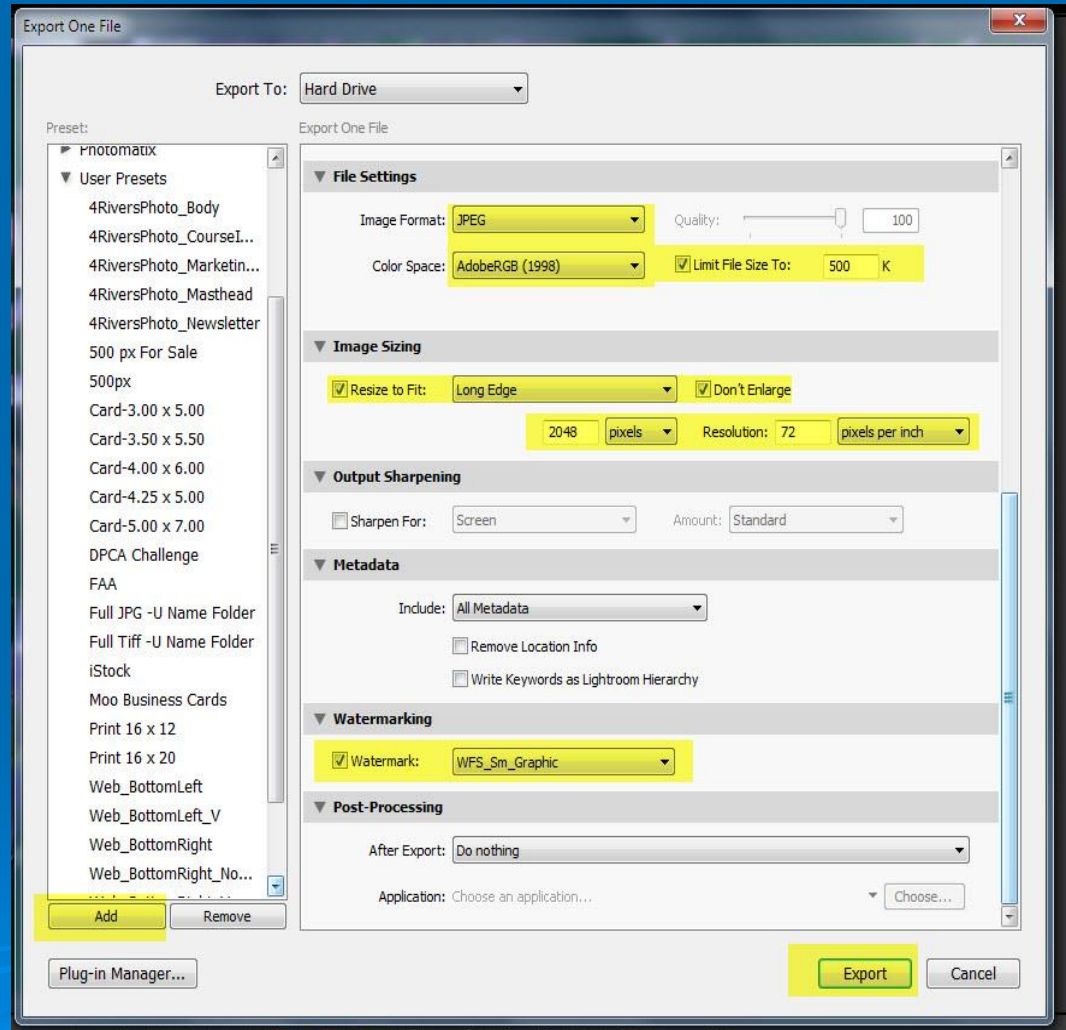 Export One File
Export To: Hard Drive
Preset:
Photomatix
User Presets
4RiversPhoto_Body
4RiversPhoto_CourseI...
4RiversPhoto_Marketin...
4RiversPhoto_Masthead
4RiversPhoto_Newsletter
500 px For Sale
500px
Card-3.00 x 5.00
Card-3.50 x 5.50
Card-4.00 x 6.00
Card-4.25 x 5.00
Card-5.00 x 7.00
DPCA Challenge
FAA
Full JPG -U Name Folder
Full Tiff -U Name Folder
iStock
Moo Business Cards
Print 16 x 12
Print 16 x 20
Web_BottomLeft
Web_BottomLeft_V
Web_BottomRight
Web_BottomRight_No...
Add Remove
Export One File
File Settings
Image Format: JPEG Quality: 100
Color Space: AdobeRGB (1998) Limit File Size To: 500 K
Image Sizing
Resize to Fit: Long Edge Don't Enlarge
2048 pixels Resolution: 72 pixels per inch
Output Sharpening
Sharpen For: Screen Amount: Standard
Metadata
Include: All Metadata
Remove Location Info
Write Keywords as Lightroom Hierarchy
Watermarking
Watermark: WFS_Sm_Graphic
Post-Processing
After Export: Do nothing
Application: Choose an application... Choose...
Plug-in Manager... Export Cancel